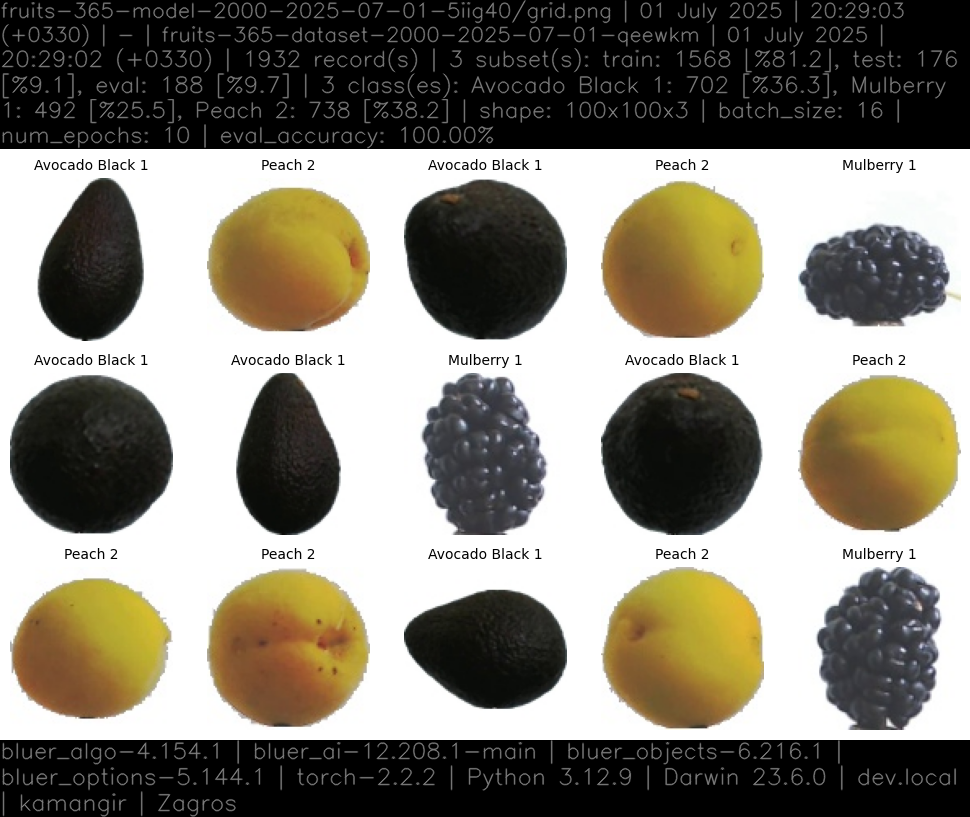 fruits-365-model-2000-2025-07-01-5iig40/grid.png | 01 July 2025 | 20:29:03
(+0330) | - | fruits-365-dataset-2000-2025-07-01-qeewkm | 01 July 2025 |
20:29:02 (+0330) | 1932 record(s) | 3 subset(s): train: 1568 [%81.2], test: 176
[%9.1], eval: 188 [%9.7] | 3 class(es): Avocado Black 1: 702 [%36.3], Mulberry
1: 492 [%25.5], Peach 2: 738 [%38.2] | shape: 100x100x3 | batch_size: 16 |
num_epochs: 10 | eval_accuracy: 100.00%
Avocado Black 1 Peach 2 Avocado Black 1 Peach 2 Mulberry 1
Avocado Black 1 Avocado Black 1 Mulberry 1 Avocado Black 1 Peach 2
Peach 2 Peach 2 Avocado Black 1 Peach 2 Mulberry 1
bluer_algo-4.154.1 | bluer_ai-12.208.1-main | bluer_objects-6.216.1 |
bluer_options-5.144.1 | torch-2.2.2 | Python 3.12.9 | Darwin 23.6.0 | dev.local
| kamangir | Zagros